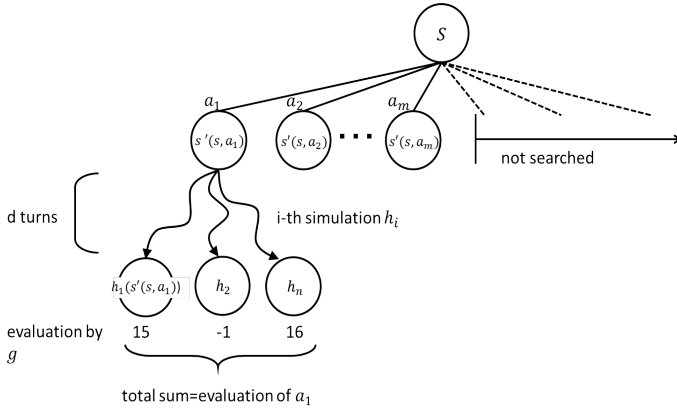 S
a₁ a₂ aₘ
s'(s,a₁) s'(s,a₂) ... s'(s,aₘ)
not searched
d turns
i-th simulation hᵢ
h₁(s'(s,a₁)) h₂ hₙ
evaluation by g
15 -1 16
total sum=evaluation of a₁